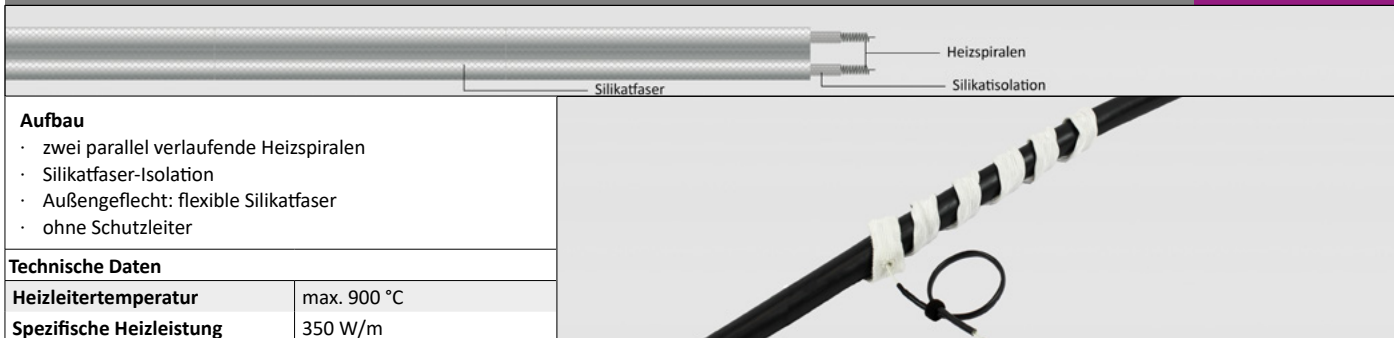 Heizspiralen
Silikatisolation
Silikatfaser
Aufbau
· zwei parallel verlaufende Heizspiralen
· Silikatfaser-Isolation
· Außengeflecht: flexible Silikatfaser
· ohne Schutzleiter
Technische Daten
Heizleitertemperatur max. 900 °C
Spezifische Heizleistung 350 W/m